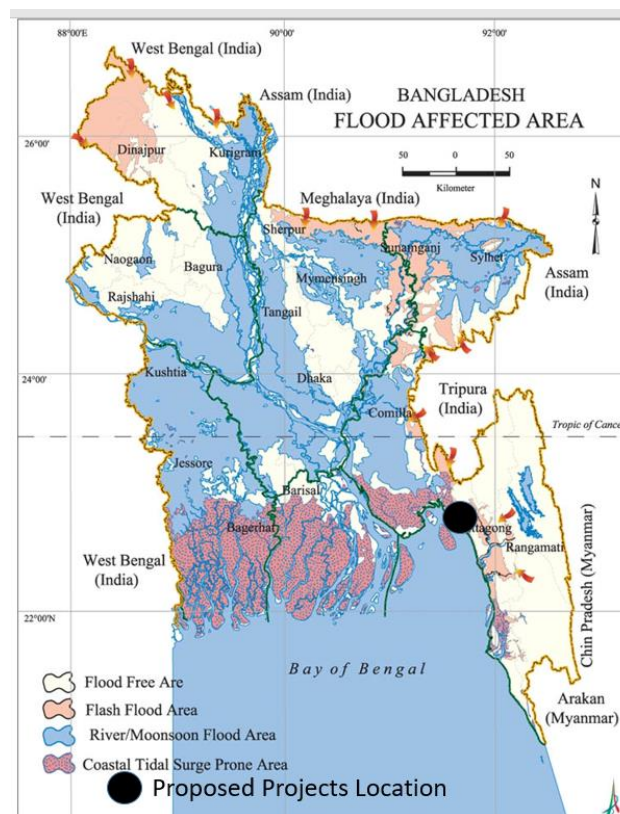 88°00'E
90°00
92°00
West Bengal (India)
Assam (India)
BANGLADESH
FLOOD AFFECTED AREA
26°00'
Dinajpur
Kurigram
50
0
50
Kilometer
West Bengal
(India)
Meghalaya (India)
N
Sherpur
Sunamganj
Naogaon
Bagura
Mymensingh
Sylhet
Assam
(India)
Rajshahi
Tangail
24°00'
Kushtia
Dhaka
Tripura
(India)
Comilla
Tropic of Cance
Jessore
Barisal
Bagerhat
ttagong
Rangamati
West Bengal
(India)
Chin Pradesh (Myanmar)
22°00'N
Bay of Bengal
Arakan
(Myanmar)
Flood Free Are
Flash Flood Area
River/Moonsoon Flood Area
Coastal Tidal Surge Prone Area
Proposed Projects Location